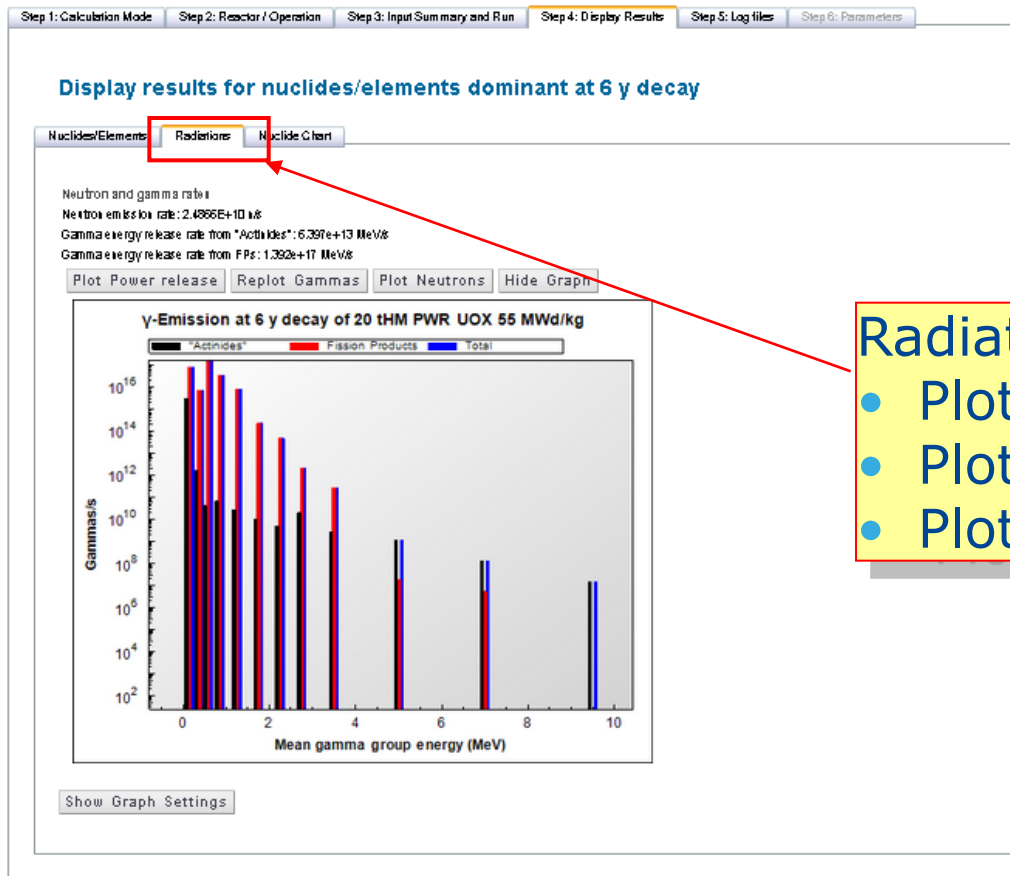 Step 1: Calculation Mode Step 2: Reactor / Operation Step 3: Input Summary and Run Step 4: Display Results Step 5: Log files Step 6: Parameters
Display results for nuclides/elements dominant at 6 y decay
Nuclides/Elements Radiations Nuclide Chart
Neutron and gamma rates
Neutron emission rate: 2.4866E+10 n/s
Gamma energy release rate from "Actinides": 6.397e+13 MeV/s
Gamma energy release rate from FPs: 1.392e+17 MeV/s
Plot Power release Replot Gammas Plot Neutrons Hide Graph
γ-Emission at 6 y decay of 20 tHM PWR UOX 55 MWd/kg
"Actinides" Fission Products Total
10^16
10^14
10^12
10^10
10^8
10^6
10^4
10^2
Gammas/s
0 2 4 6 8 10
Mean gamma group energy (MeV)
Show Graph Settings
Radiat
• Plot
• Plot
• Plot